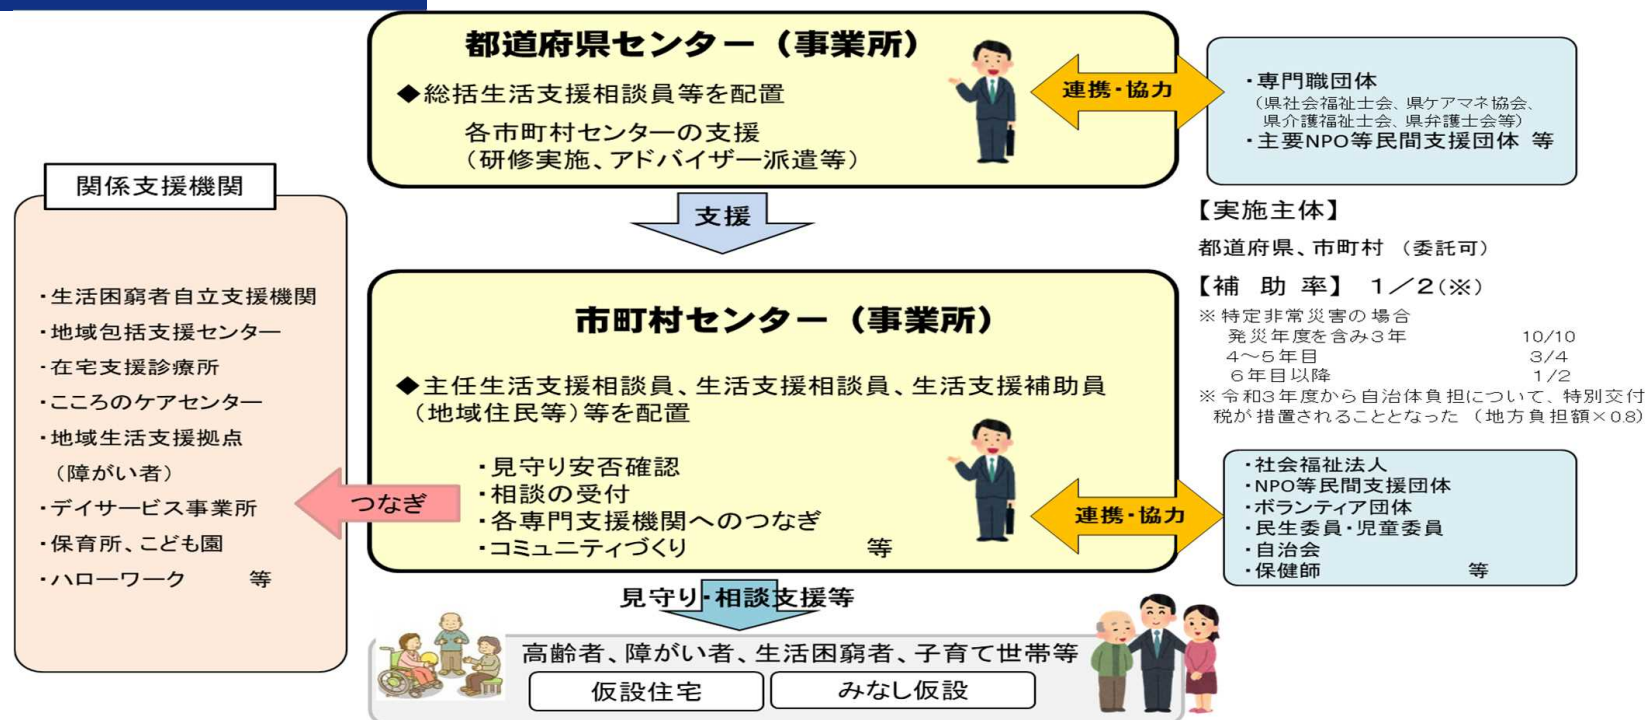 都道府県センター（事業所）
◆総括生活支援相談員等を配置
各市町村センターの支援
（研修実施、アドバイザー派遣等）
連携・協力
・専門職団体
（県社会福祉士会、県ケアマネ協会、
県介護福祉士会、県弁護士会等）
・主要NPO等民間支援団体 等
支援
関係支援機関
・生活困窮者自立支援機関
・地域包括支援センター
・在宅支援診療所
・こころのケアセンター
・地域生活支援拠点
（障がい者）
・デイサービス事業所
・保育所、こども園
・ハローワーク 等
つなぎ
市町村センター（事業所）
◆主任生活支援相談員、生活支援相談員、生活支援補助員
（地域住民等）等を配置
・見守り安否確認
・相談の受付
・各専門支援機関へのつなぎ
・コミュニティづくり 等
連携・協力
【実施主体】
都道府県、市町村 （委託可）
【補 助 率】 １／２(※)
※特定非常災害の場合
発災年度を含み3年 10/10
4～5年目 3/4
6年目以降 1/2
※令和3年度から自治体負担について、特別交付
税が措置されることとなった （地方負担額×0.8）
・社会福祉法人
・NPO等民間支援団体
・ボランティア団体
・民生委員・児童委員
・自治会
・保健師 等
見守り・相談支援等
高齢者、障がい者、生活困窮者、子育て世帯等
仮設住宅
みなし仮設